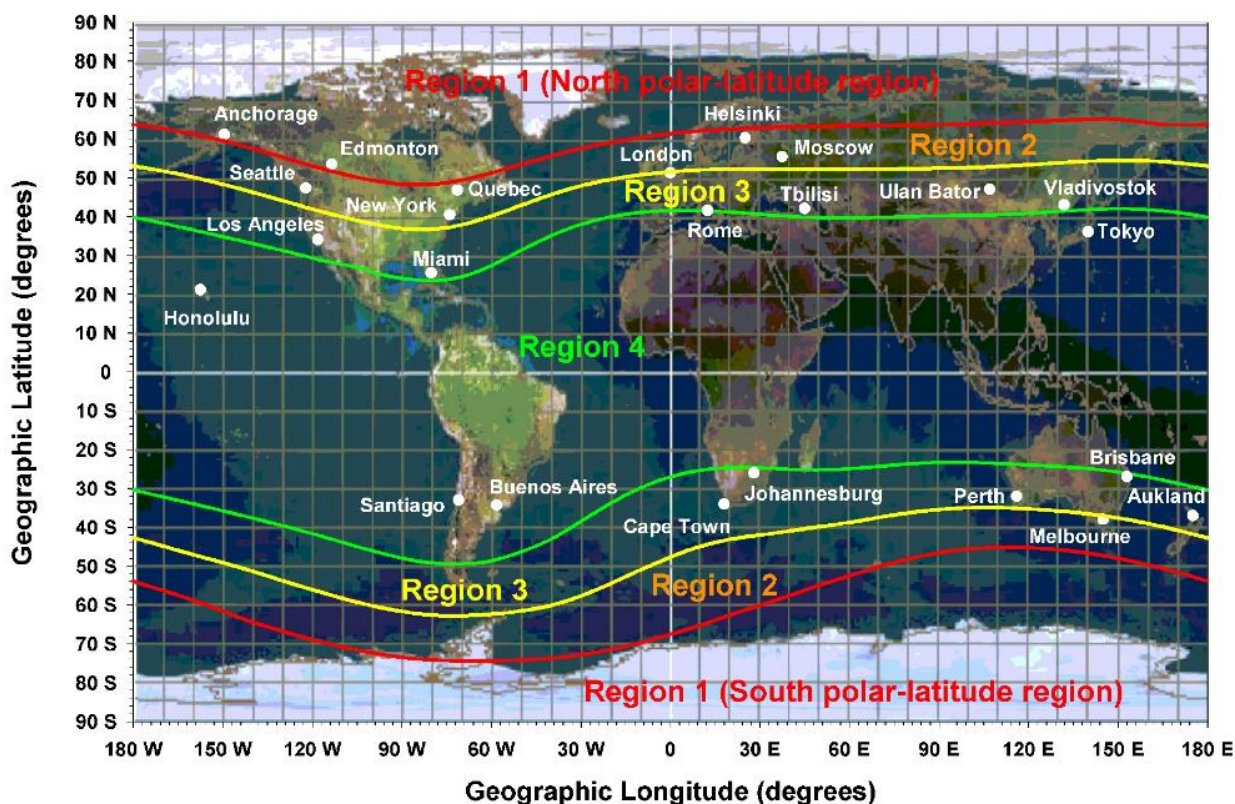 90 N
80 N
70 N
60 N
50 N
40 N
30 N
20 N
10 N
0
10 S
20 S
30 S
40 S
50 S
60 S
70 S
80 S
90 S
Geographic Latitude (degrees)
Region 1 (North polar-latitude region)
Anchorage
Helsinki
Edmonton
London
Moscow
Region 2
Seattle
Quebec
Region 3
Tbilisi
Ulan Bator
Vladivostok
New York
Los Angeles
Rome
Tokyo
Miami
Honolulu
Region 4
Brisbane
Santiago
Buenos Aires
Johannesburg
Perth
Aukland
Cape Town
Melbourne
Region 3
Region 2
Region 1 (South polar-latitude region)
180 W
150 W
120 W
90 W
60 W
30 W
0
30 E
60 E
90 E
120 E
150 E
180 E
Geographic Longitude (degrees)